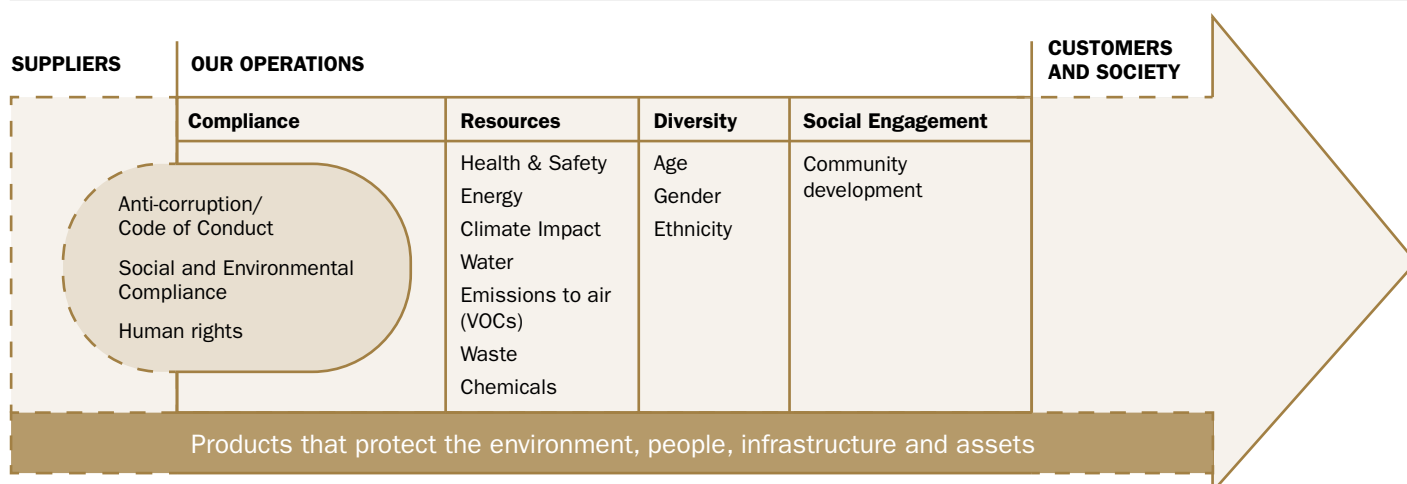 SUPPLIERS
OUR OPERATIONS
CUSTOMERS
AND SOCIETY
Compliance
Resources
Diversity
Social Engagement
Anti-corruption/
Code of Conduct
Social and Environmental
Compliance
Human rights
Health & Safety
Energy
Climate Impact
Water
Emissions to air
(VOCs)
Waste
Chemicals
Age
Gender
Ethnicity
Community
development
Products that protect the environment, people, infrastructure and assets